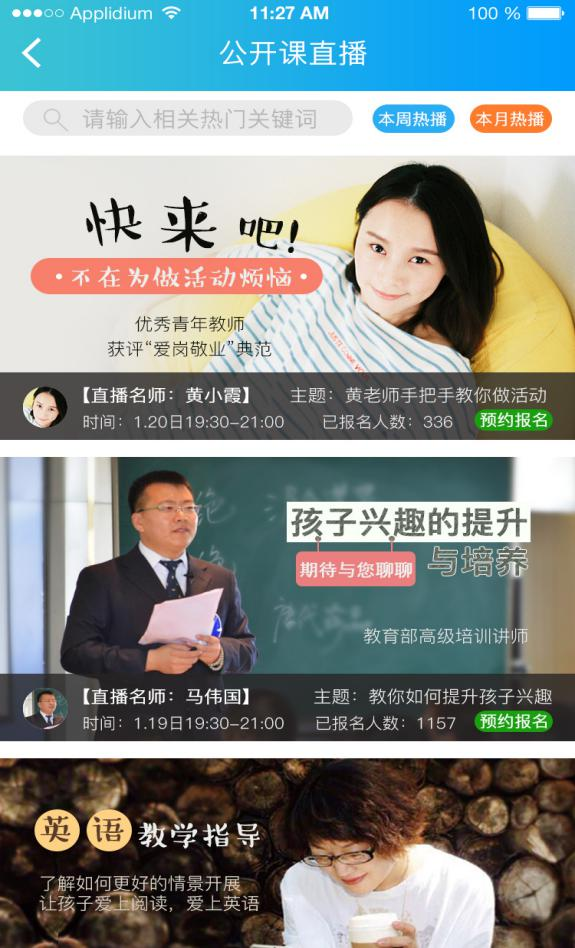 Applidium 11:27 AM 100 %
公开课直播
请输入相关热门关键词 本周热播 本月热播
快来吧!
·不在为做活动烦恼·
优秀青年教师
获评“爱岗敬业”典范
【直播名师：黄小霞】 主题：黄老师手把手教你做活动
时间：1.20日19:30-21:00 已报名人数：336 预约报名
孩子兴趣的提升
与培养
期待与您聊聊
教育部高级培训讲师
【直播名师：马伟国】 主题：教你如何提升孩子兴趣
时间：1.19日19:30-21:00 已报名人数：1157 预约报名
英语教学指导
了解如何更好的情景开展
让孩子爱上阅读，爱上英语